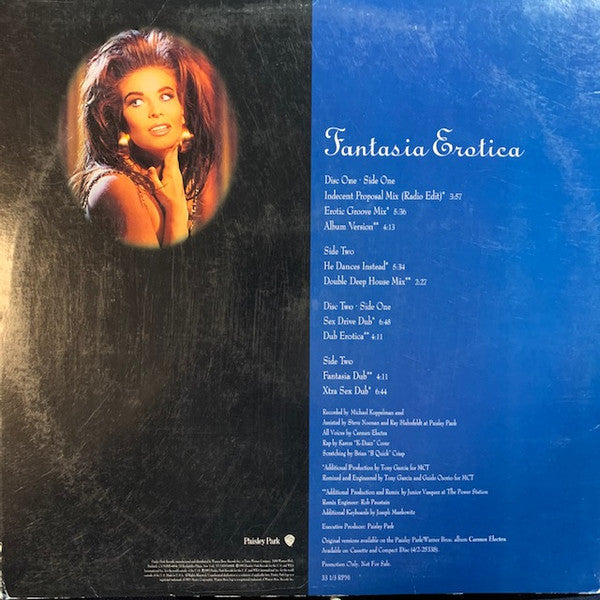 Fantasia Erotica
Disc One · Side One
Indecent Proposal Mix (Radio Edit)* 3:57
Erotic Groove Mix* 5:36
Album Version** 4:13
Side Two
He Dances Instead* 5:34
Double Deep House Mix** 2:27
Disc Two · Side One
Sex Drive Dub* 6:48
Dub Erotica** 4:11
Side Two
Fantasia Dub** 4:11
Xtra Sex Dub* 6:44
Recorded by Michael Koppelman and
Assisted by Steve Noonan and Ray Hahnfeldt at Paisley Park
All Voices by Carmen Electra
Rap by Karen "K-Dazz" Cover
Scratching by Brian "B Quick" Crisp
*Additional Production by Tony Garcia for MCT
Remixed and Engineered by Tony Garcia and Guido Osorio for MCT
**Additional Production and Remix by Junior Vasquez at The Power Station
Remix Engineer: Rob Paustain
Additional Keyboards by Joseph Moskowitz
Executive Producer: Paisley Park
Original versions available on the Paisley Park/Warner Bros. album Carmen Electra
Available on Cassette and Compact Disc (4/2-25338).
Promotion Only. Not For Sale.
33 1/3 RPM
Paisley Park